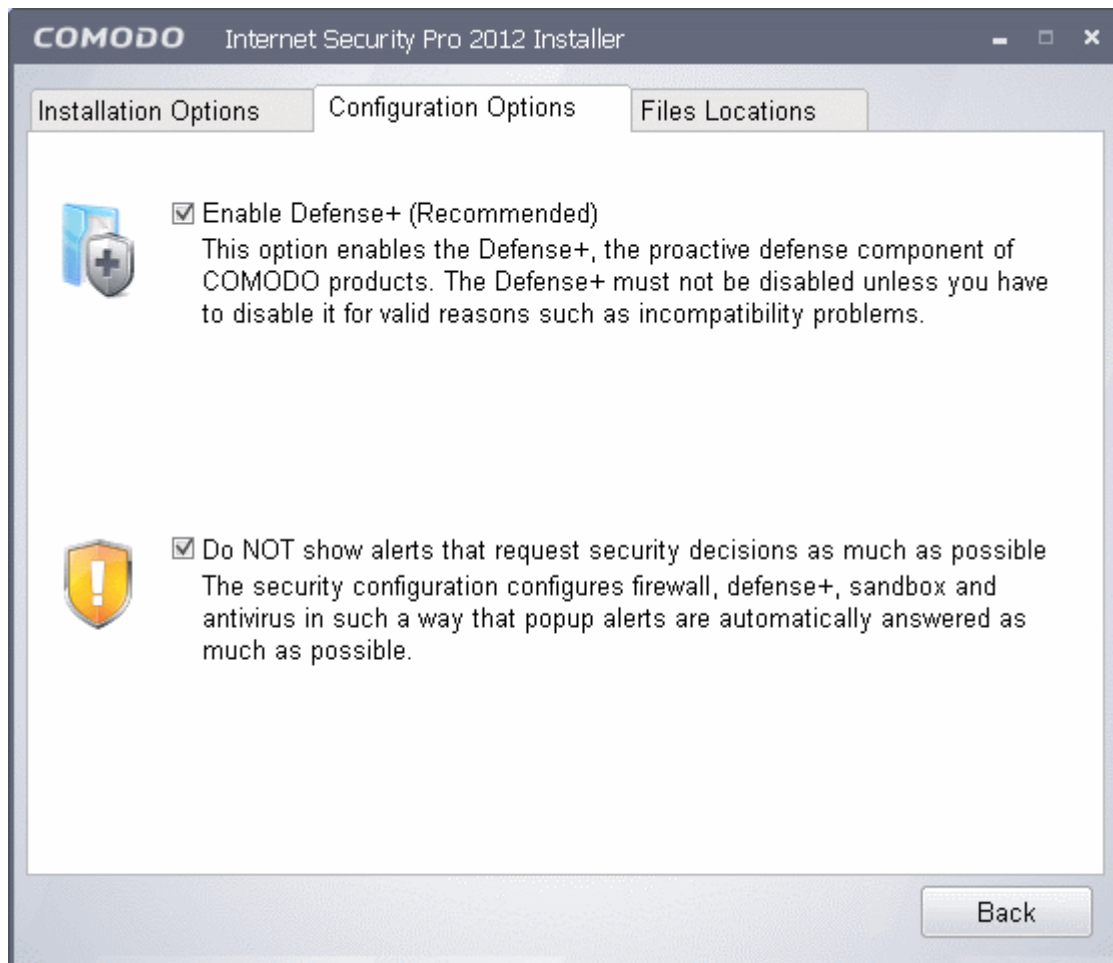 COMODO Internet Security Pro 2012 Installer
Installation Options Configuration Options Files Locations
Enable Defense+ (Recommended)
This option enables the Defense+, the proactive defense component of
COMODO products. The Defense+ must not be disabled unless you have
to disable it for valid reasons such as incompatibility problems.
Do NOT show alerts that request security decisions as much as possible
The security configuration configures firewall, defense+, sandbox and
antivirus in such a way that popup alerts are automatically answered as
much as possible.
Back